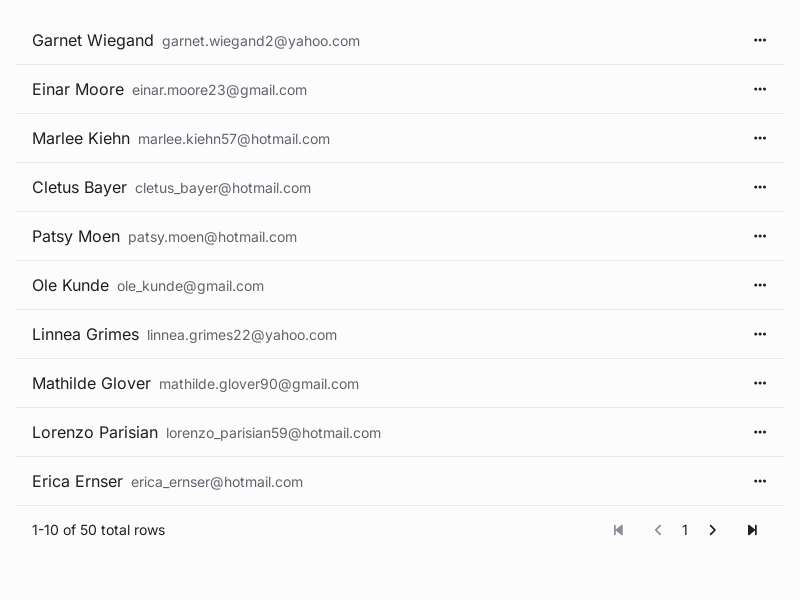 Garnet Wiegand garnet.wiegand2@yahoo.com
Einar Moore einar.moore23@gmail.com
Marlee Kiehn marlee.kiehn57@hotmail.com
Cletus Bayer cletus_bayer@hotmail.com
Patsy Moen patsy.moen@hotmail.com
Ole Kunde ole_kunde@gmail.com
Linnea Grimes linnea.grimes22@yahoo.com
Mathilde Glover mathilde.glover90@gmail.com
Lorenzo Parisian lorenzo_parisian59@hotmail.com
Erica Ernser erica_ernser@hotmail.com
1-10 of 50 total rows 1